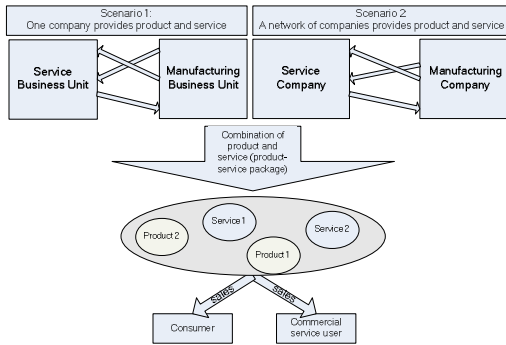 Scenario 1:
One company provides product and service
Scenario 2
A network of companies provides product and service
Service
Business Unit
Manufacturing
Business Unit
Service
Company
Manufacturing
Company
Combination of
product and
service (product-
service package)
Product 2
Service 1
Service 2
Product 1
sales
sales
Consumer
Commercial
service user